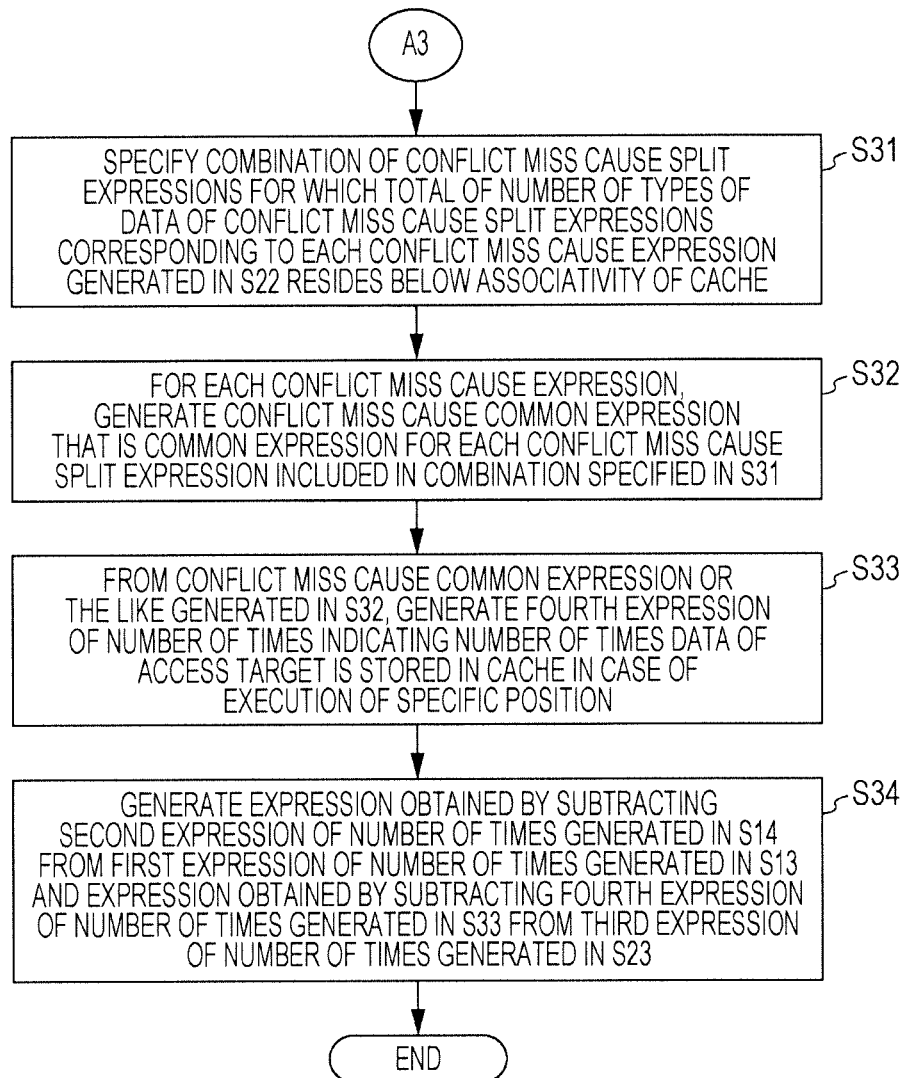 A3
SPECIFY COMBINATION OF CONFLICT MISS CAUSE SPLIT
EXPRESSIONS FOR WHICH TOTAL OF NUMBER OF TYPES OF
DATA OF CONFLICT MISS CAUSE SPLIT EXPRESSIONS
CORRESPONDING TO EACH CONFLICT MISS CAUSE EXPRESSION
GENERATED IN S22 RESIDES BELOW ASSOCIATIVITY OF CACHE
S31
FOR EACH CONFLICT MISS CAUSE EXPRESSION,
GENERATE CONFLICT MISS CAUSE COMMON EXPRESSION
THAT IS COMMON EXPRESSION FOR EACH CONFLICT MISS CAUSE
SPLIT EXPRESSION INCLUDED IN COMBINATION SPECIFIED IN S31
S32
FROM CONFLICT MISS CAUSE COMMON EXPRESSION OR
THE LIKE GENERATED IN S32, GENERATE FOURTH EXPRESSION
OF NUMBER OF TIMES INDICATING NUMBER OF TIMES DATA OF
ACCESS TARGET IS STORED IN CACHE IN CASE OF
EXECUTION OF SPECIFIC POSITION
S33
GENERATE EXPRESSION OBTAINED BY SUBTRACTING
SECOND EXPRESSION OF NUMBER OF TIMES GENERATED IN S14
FROM FIRST EXPRESSION OF NUMBER OF TIMES GENERATED IN S13
AND EXPRESSION OBTAINED BY SUBTRACTING FOURTH EXPRESSION
OF NUMBER OF TIMES GENERATED IN S33 FROM THIRD EXPRESSION
OF NUMBER OF TIMES GENERATED IN S23
S34
END